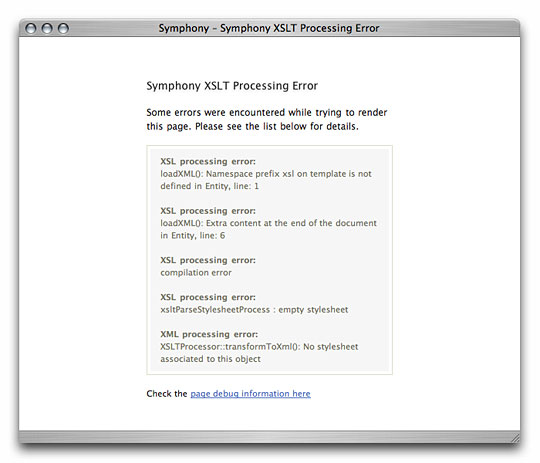 Symphony – Symphony XSLT Processing Error
Symphony XSLT Processing Error
Some errors were encountered while trying to render
this page. Please see the list below for details.
XSL processing error:
loadXML(): Namespace prefix xsl on template is not
defined in Entity, line: 1
XSL processing error:
loadXML(): Extra content at the end of the document
in Entity, line: 6
XSL processing error:
compilation error
XSL processing error:
xsltParseStylesheetProcess : empty stylesheet
XML processing error:
XSLTProcessor::transformToXml(): No stylesheet
associated to this object
Check the page debug information here